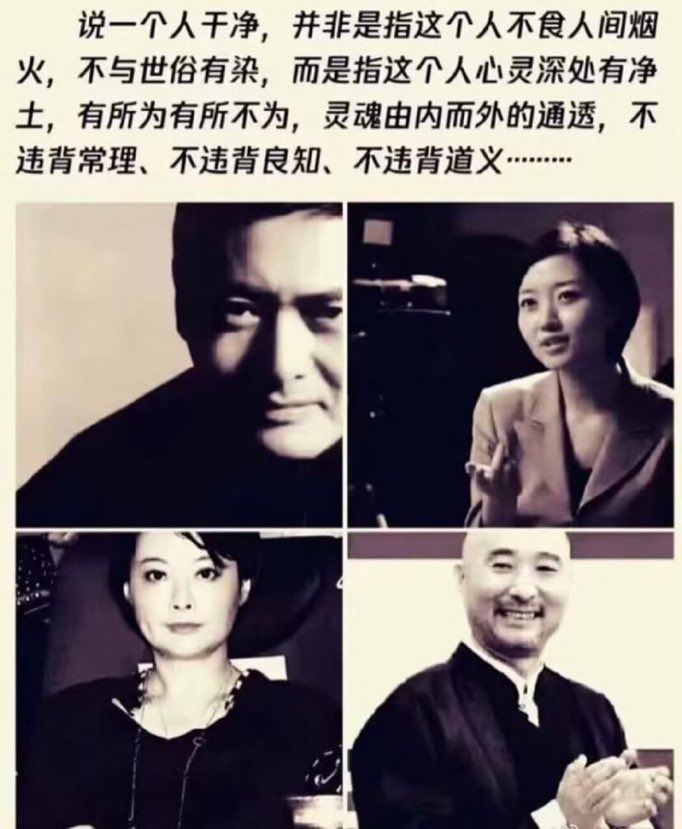 说一个人干净，并非是指这个人不食人间烟
火，不与世俗有染，而是指这个人心灵深处有净
土，有所为有所不为，灵魂由内而外的通透，不
违背常理、不违背良知、不违背道义………